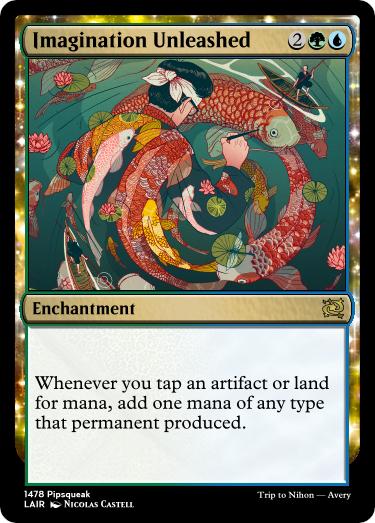 Imagination Unleashed 2
Enchantment
Whenever you tap an artifact or land
for mana, add one mana of any type
that permanent produced.
1478 Pipsqueak
LAIR Nicolas Castell
Trip to Nihon — Avery